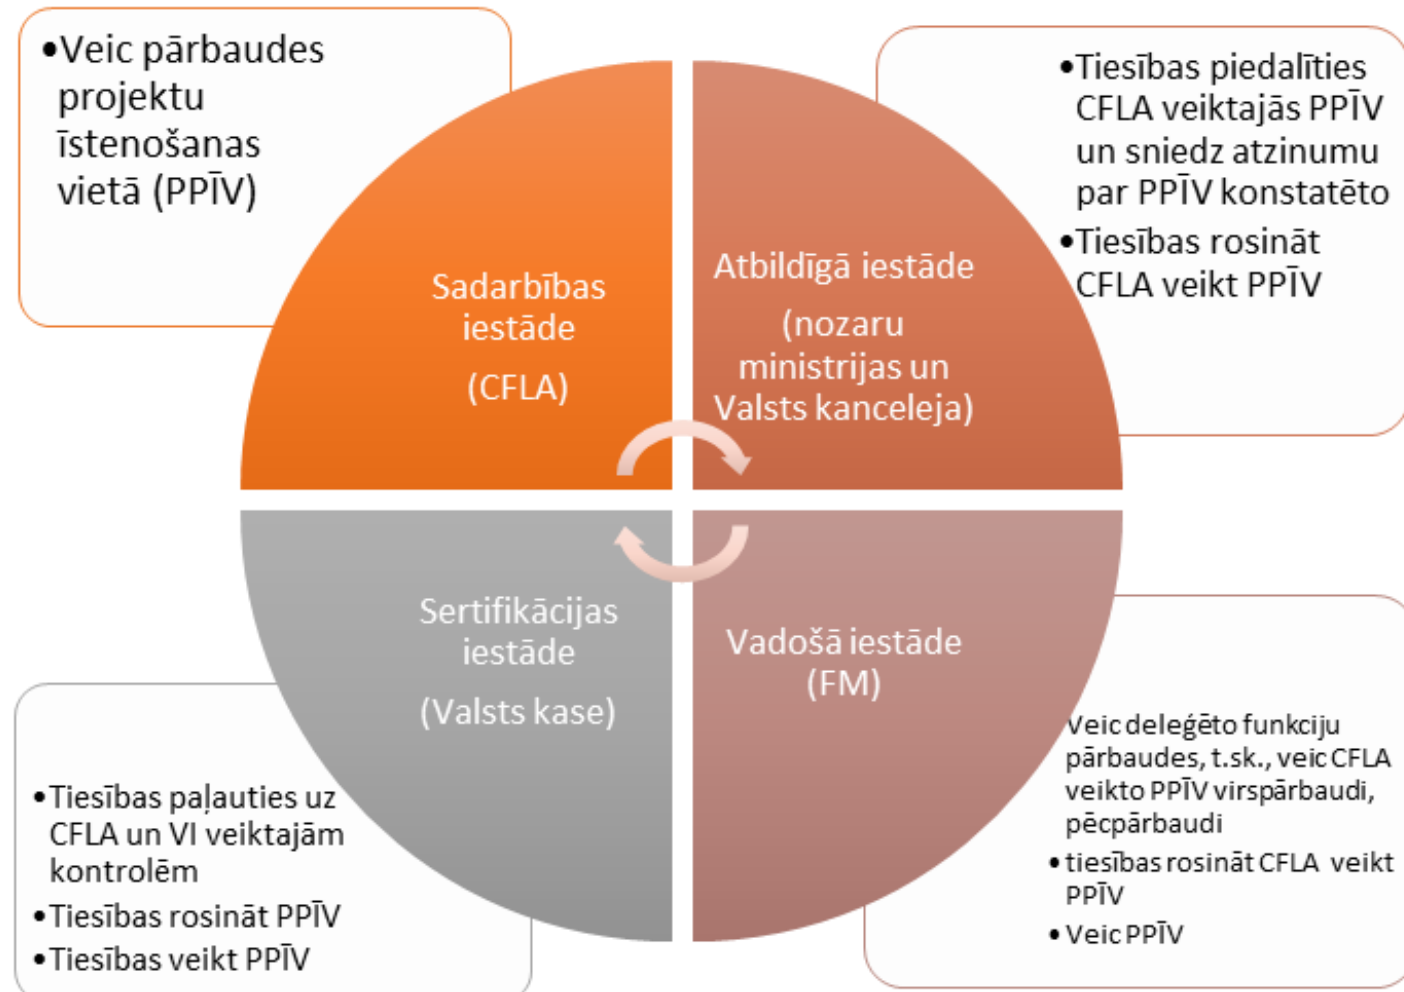 •Veic pārbaudes
projektu
īstenošanas
vietā (PPĪV)
•Tiesības piedalīties
CFLA veiktajās PPĪV
un sniedz atzinumu
par PPĪV konstatēto
•Tiesības rosināt
CFLA veikt PPĪV
Sadarbības
iestāde
(CFLA)
Atbildīgā iestāde
(nozaru
ministrijas un
Valsts kanceleja)
Sertifikācijas
iestāde
(Valsts kase)
Vadošā iestāde
(FM)
•Tiesības paļauties uz
CFLA un VI veiktajām
kontrolēm
•Tiesības rosināt PPĪV
•Tiesības veikt PPĪV
Veic deleģēto funkciju
pārbaudes, t.sk., veic CFLA
veikto PPĪV virspārbaudi,
pēcpārbaudi
•tiesības rosināt CFLA veikt
PPĪV
•Veic PPĪV